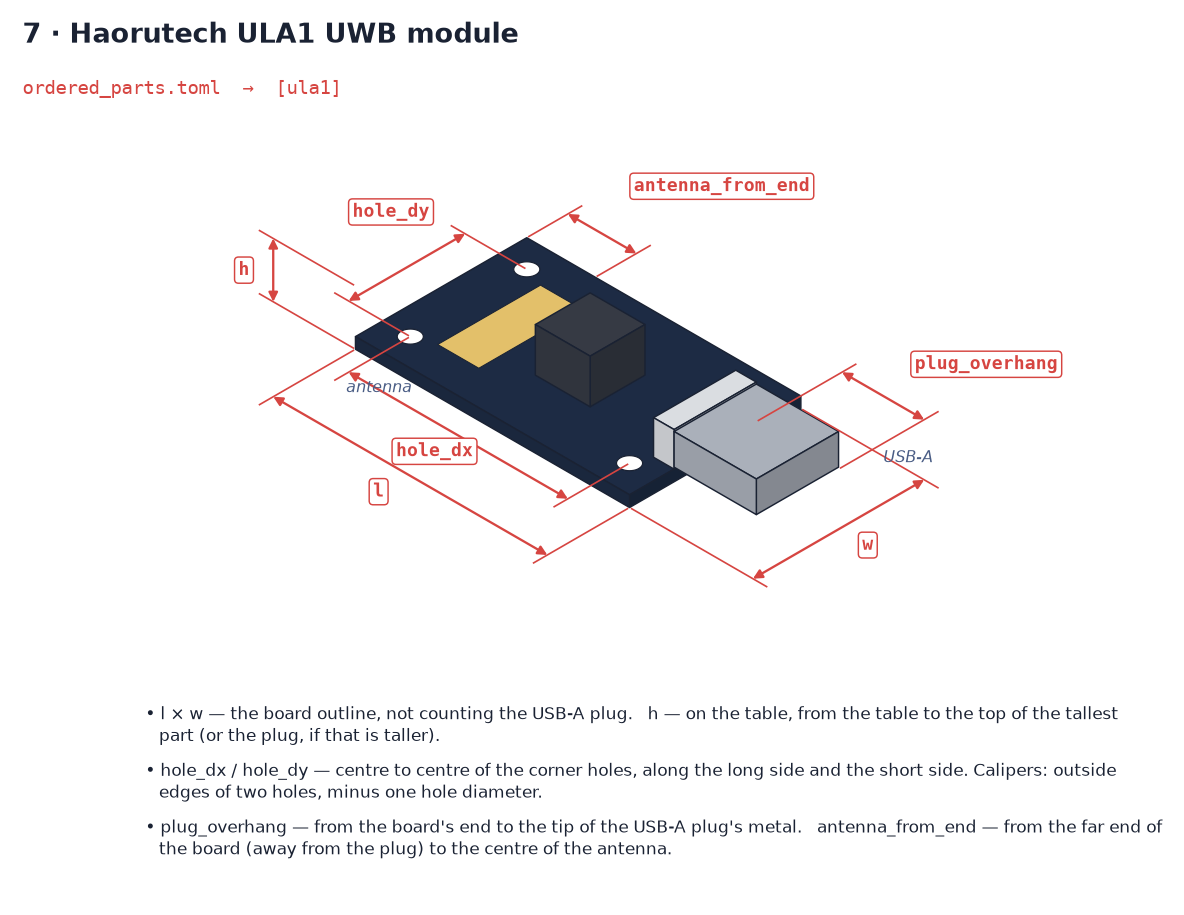 7 · Haorutech ULA1 UWB module
ordered_parts.toml → [ula1]
antenna_from_end
hole_dy
h
plug_overhang
antenna
hole_dx
USB-A
l
w
• l × w — the board outline, not counting the USB-A plug. h — on the table, from the table to the top of the tallest
part (or the plug, if that is taller).
• hole_dx / hole_dy — centre to centre of the corner holes, along the long side and the short side. Calipers: outside
edges of two holes, minus one hole diameter.
• plug_overhang — from the board's end to the tip of the USB-A plug's metal. antenna_from_end — from the far end of
the board (away from the plug) to the centre of the antenna.